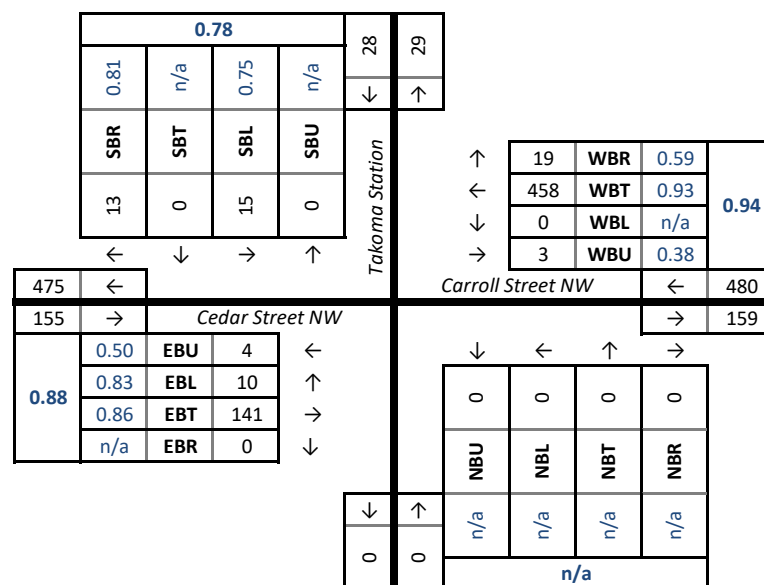 0.78
28 29
0.81 n/a 0.75 n/a
↓ ↑
SBR SBT SBL SBU
13 0 15 0
← ↓ → ↑
Takoma Station
↑ 19 WBR 0.59
← 458 WBT 0.93
↓ 0 WBL n/a
→ 3 WBU 0.38
0.94
475 ←
Carroll Street NW ← 480
155 → Cedar Street NW
→ 159
0.88
0.50 EBU 4 ←
0.83 EBL 10 ↑
0.86 EBT 141 →
n/a EBR 0 ↓
↓ ← ↑ →
0 0 0 0
NBU NBL NBT NBR
n/a n/a n/a n/a
n/a
↓ ↑
0 0